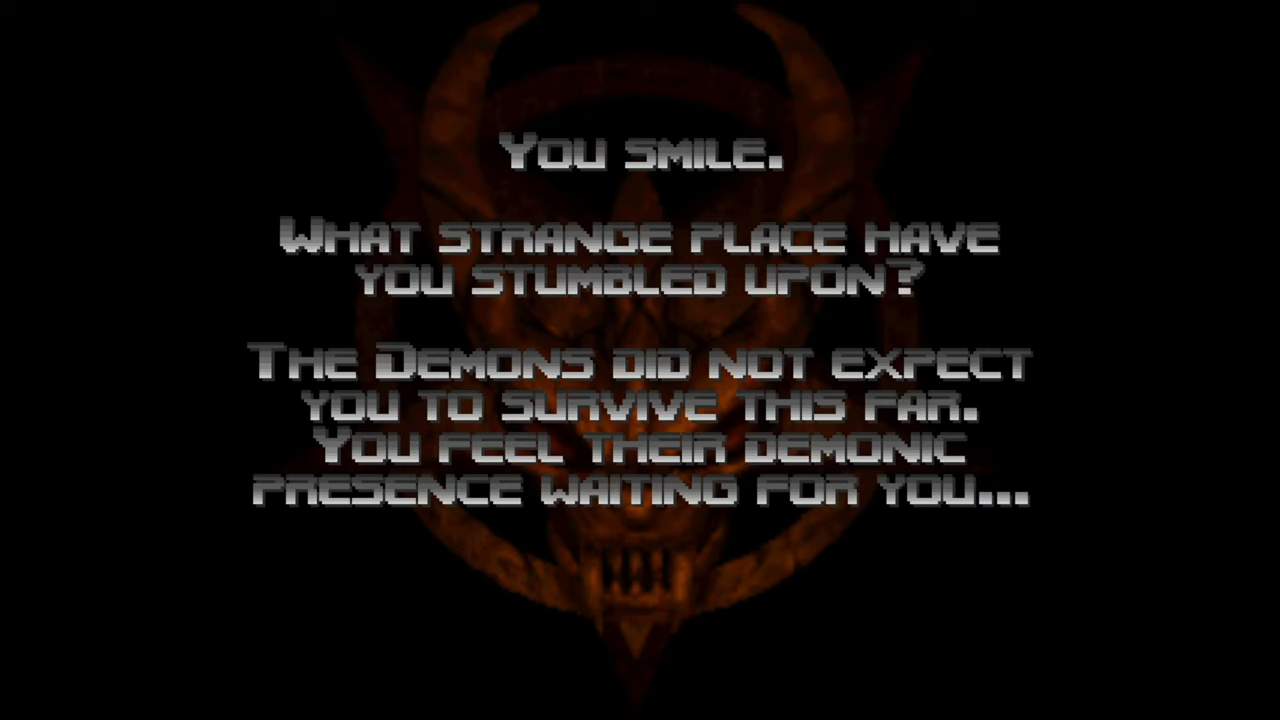 You smile.
What strange place have
you stumbled upon?
The Demons did not expect
you to survive this far.
You feel their demonic
presence waiting for you...